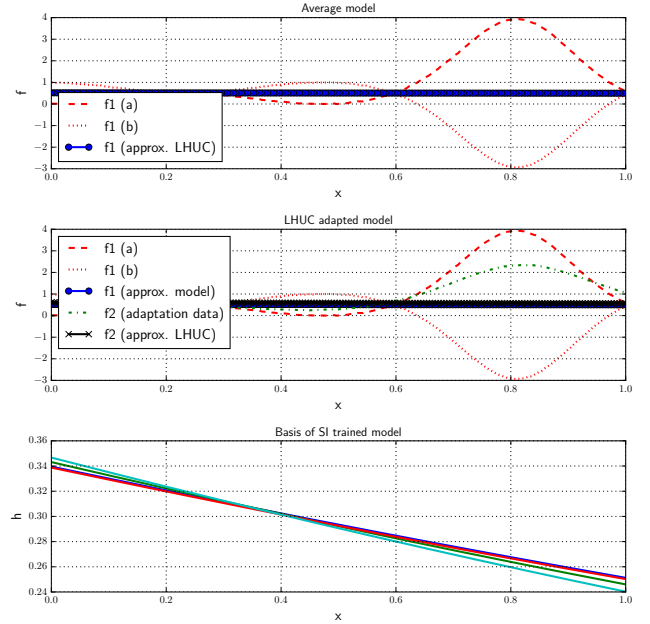 Average model
4
3
2
1
0
−1
−2
−3
f
f1 (a)
f1 (b)
f1 (approx. LHUC)
0.0 0.2 0.4 0.6 0.8 1.0
x
LHUC adapted model
4
3
2
1
0
−1
−2
−3
f
f1 (a)
f1 (b)
f1 (approx. model)
f2 (adaptation data)
f2 (approx. LHUC)
0.0 0.2 0.4 0.6 0.8 1.0
x
Basis of SI trained model
0.36
0.34
0.32
0.30
0.28
0.26
0.24
h
0.0 0.2 0.4 0.6 0.8 1.0
x